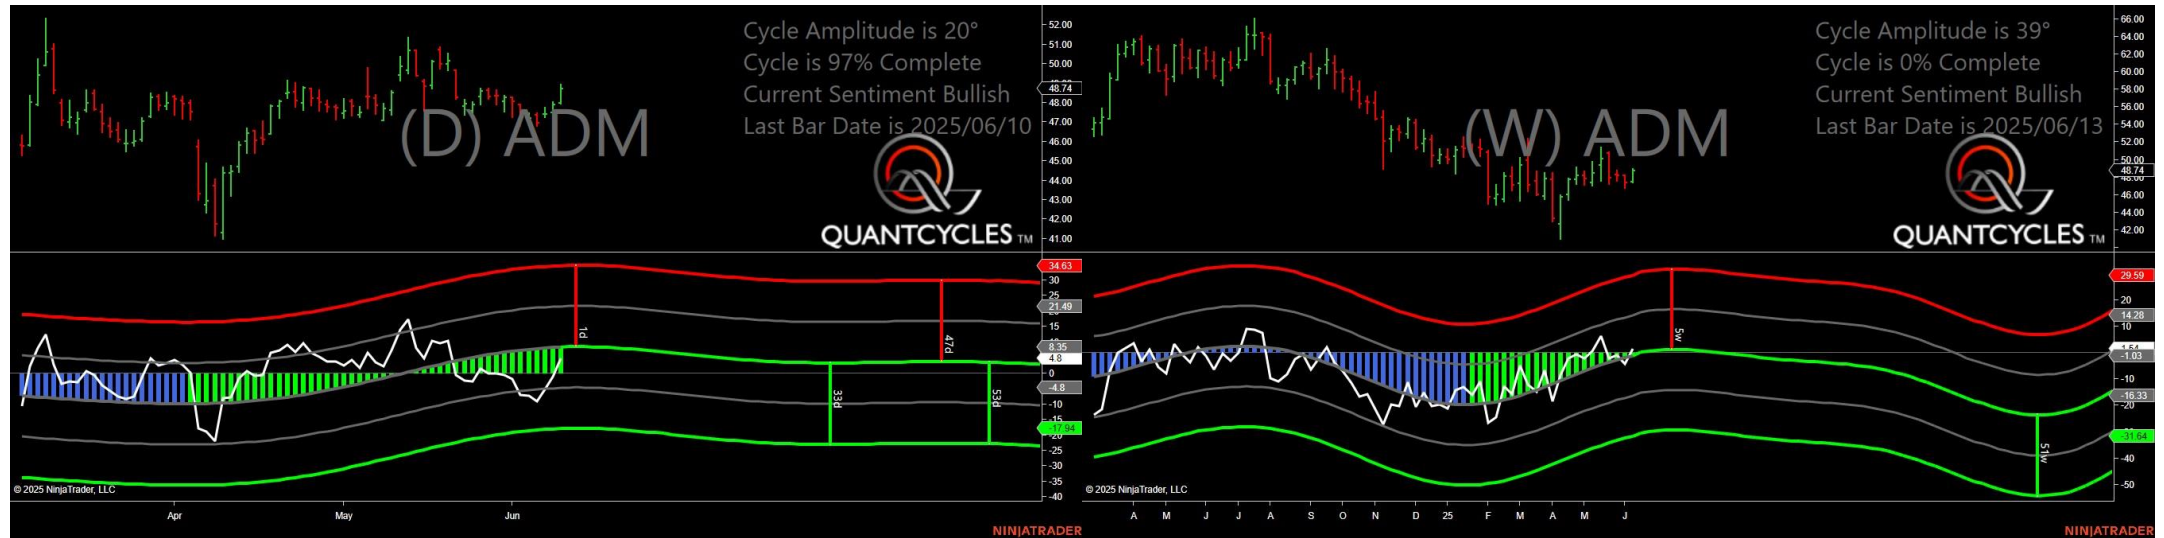 Cycle Amplitude is 20°
Cycle is 97% Complete
Current Sentiment Bullish
Last Bar Date is 2025/06/10
(D) ADM
QUANTCYCLES TM
52.00
51.00
50.00
48.74
48.00
47.00
46.00
45.00
44.00
43.00
42.00
41.00
34.63
30
25
21.49
15
8.35
4.8
0
-4.8
-10
-15
-17.94
-25
-30
-35
-40
1d
33d
47d
53d
© 2025 NinjaTrader, LLC
Apr
May
Jun
NINJATRADER
Cycle Amplitude is 39°
Cycle is 0% Complete
Current Sentiment Bullish
Last Bar Date is 2025/06/13
(W) ADM
QUANTCYCLES TM
66.00
64.00
62.00
60.00
58.00
56.00
54.00
52.00
50.00
48.74
46.00
44.00
42.00
29.59
20
14.28
10
-1.03
-10
-16.33
-20
-31.64
-40
-50
5w
51w
© 2025 NinjaTrader, LLC
A
M
J
J
A
S
O
N
D
25
F
M
A
M
J
NINJATRADER